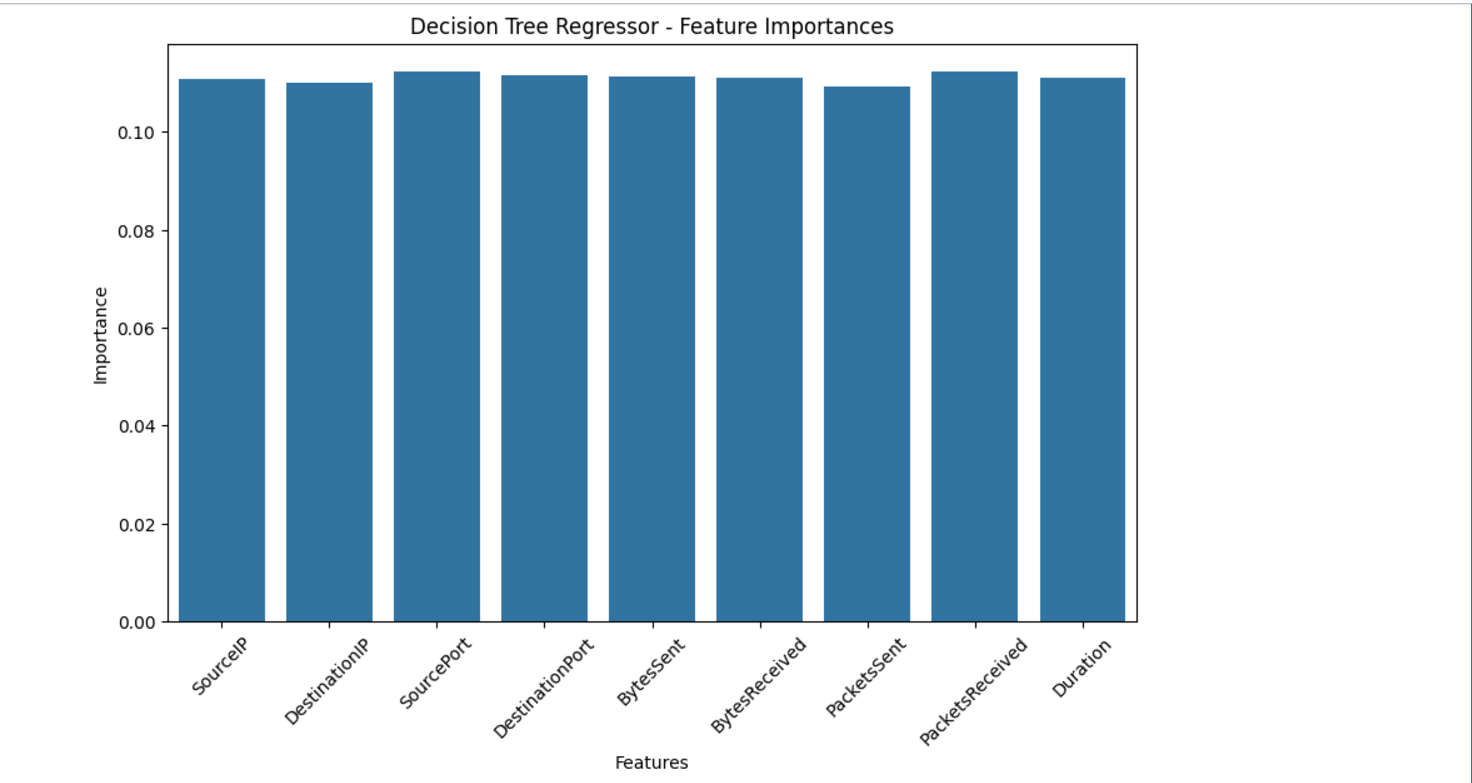 Decision Tree Regressor - Feature Importances
0.10
0.08
0.06
0.04
0.02
0.00
Importance
SourceIP
DestinationIP
SourcePort
DestinationPort
BytesSent
BytesReceived
PacketsSent
PacketsReceived
Duration
Features